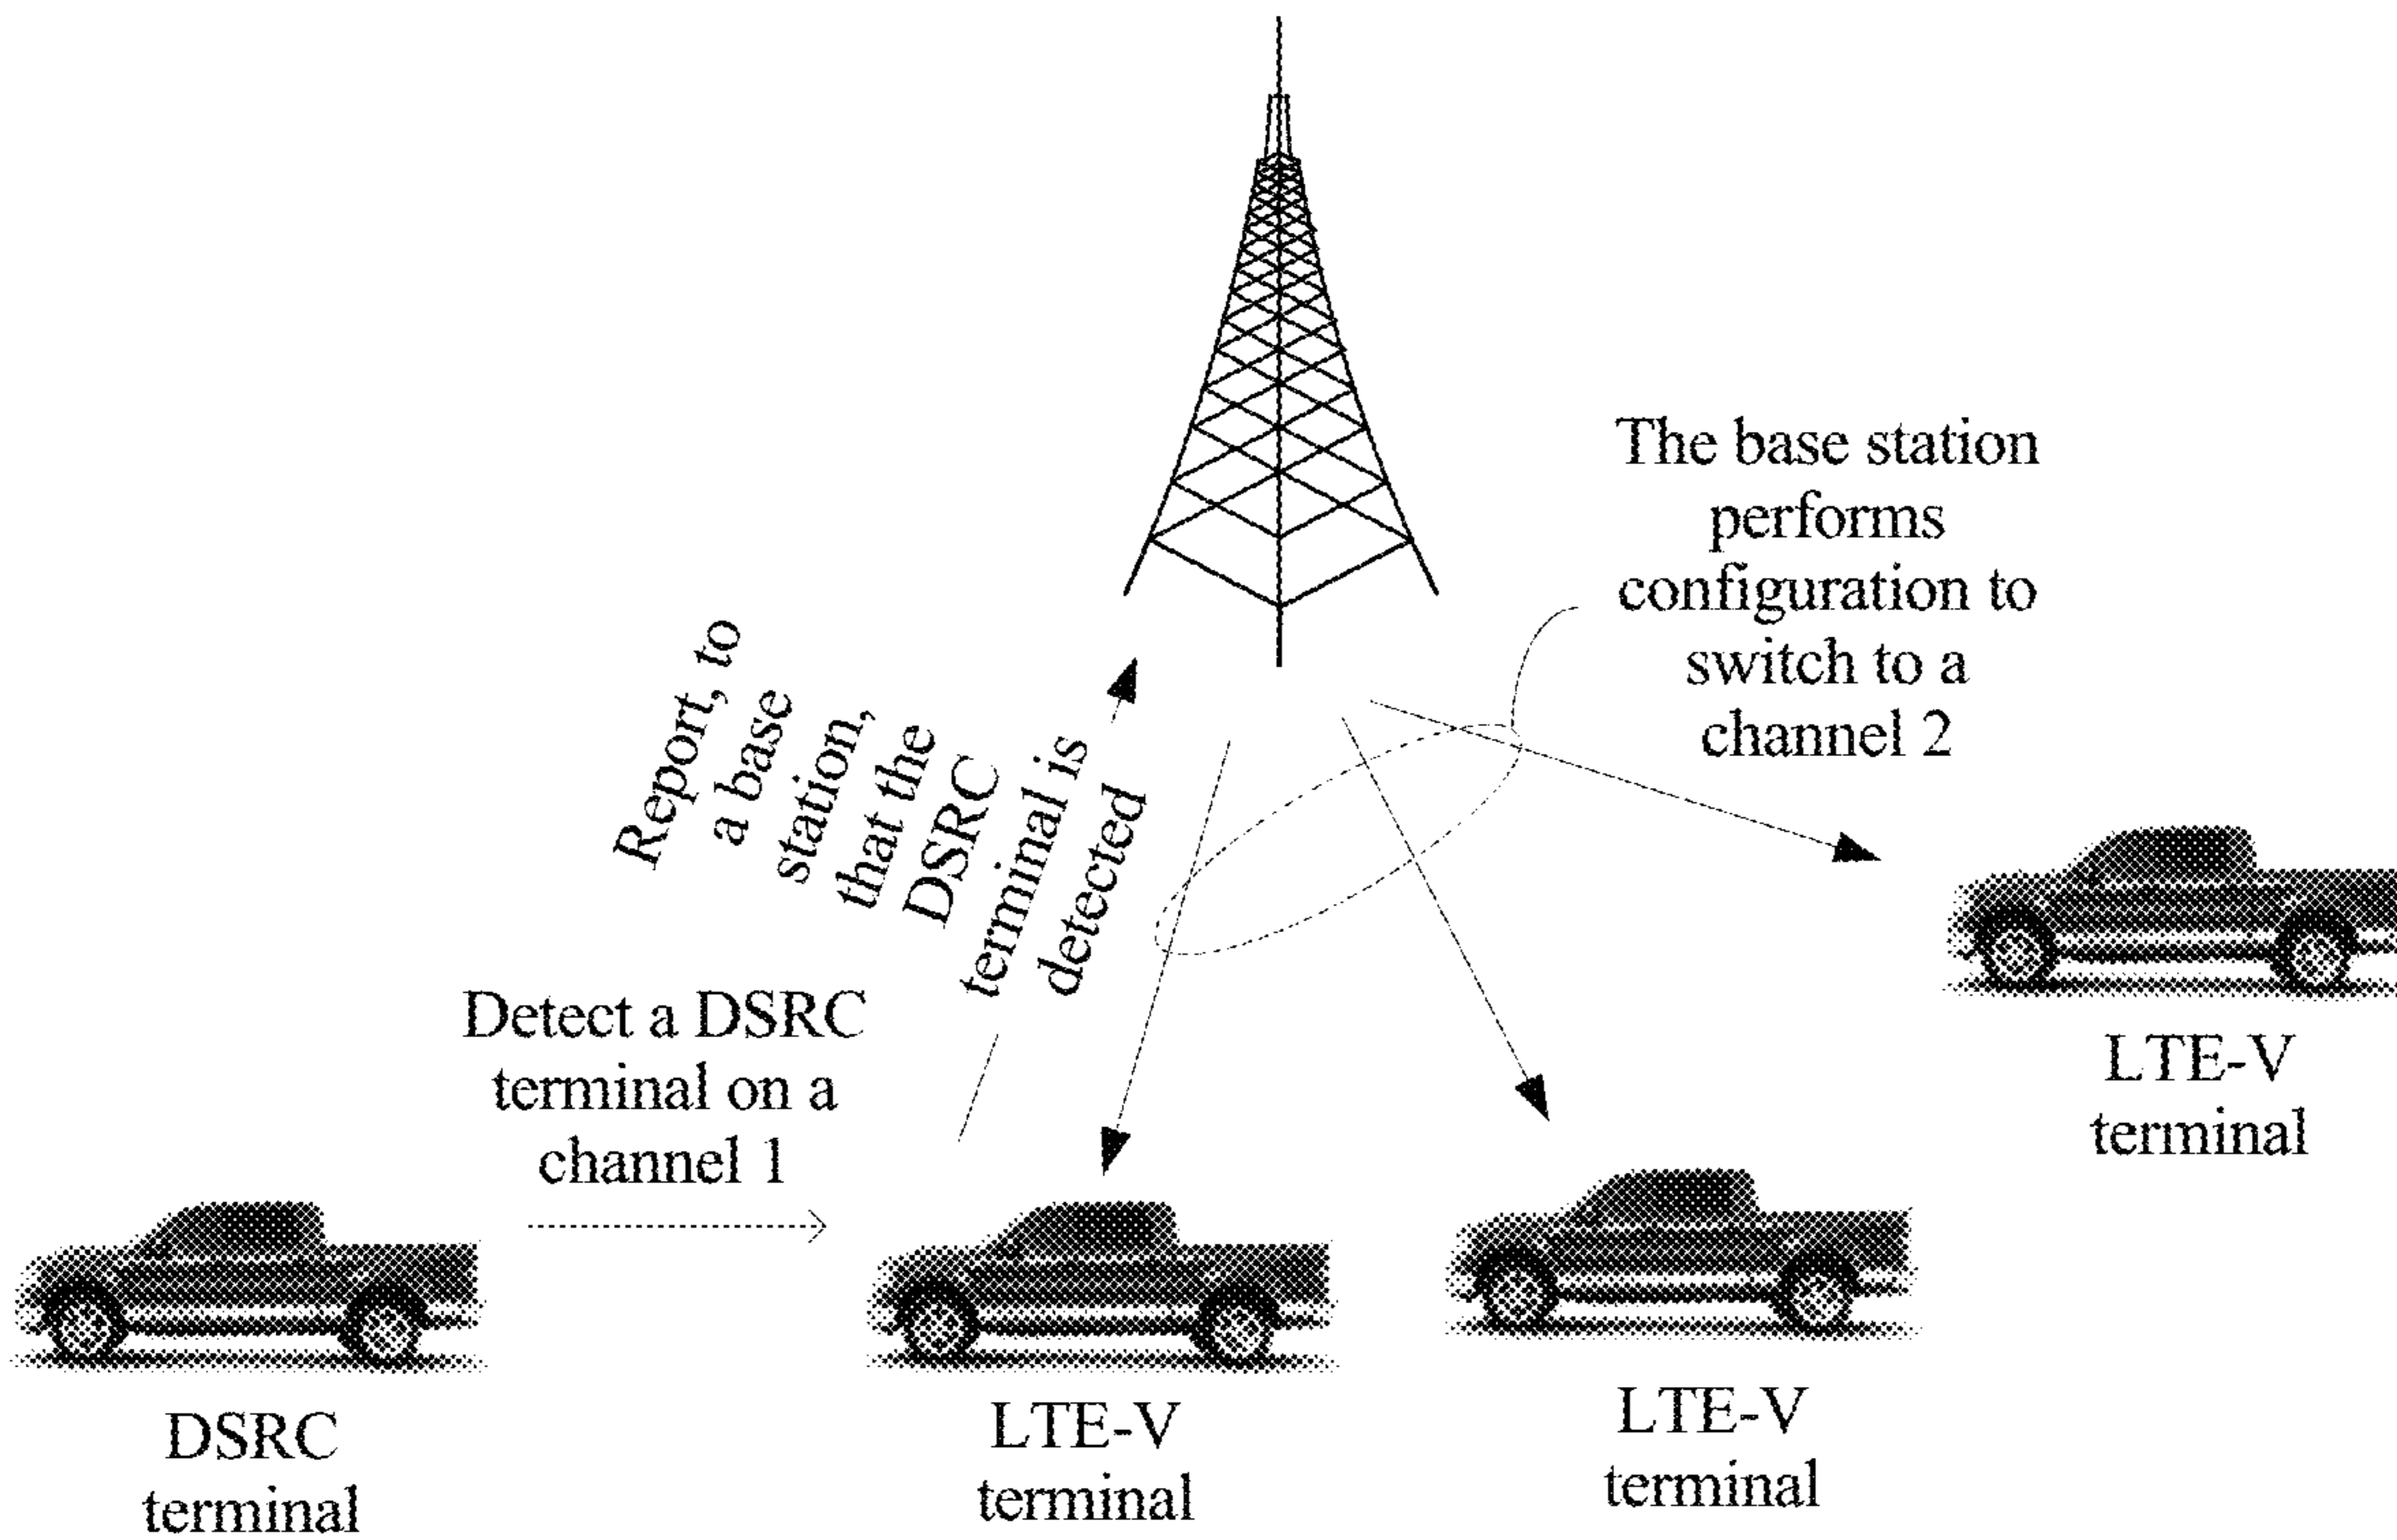 The base station
performs
configuration to
switch to a
channel 2
Report, to
a base
station,
that the
DSRC
terminal is
detected
Detect a DSRC
terminal on a
channel 1
LTE-V
terminal
DSRC
terminal
LTE-V
terminal
LTE-V
terminal